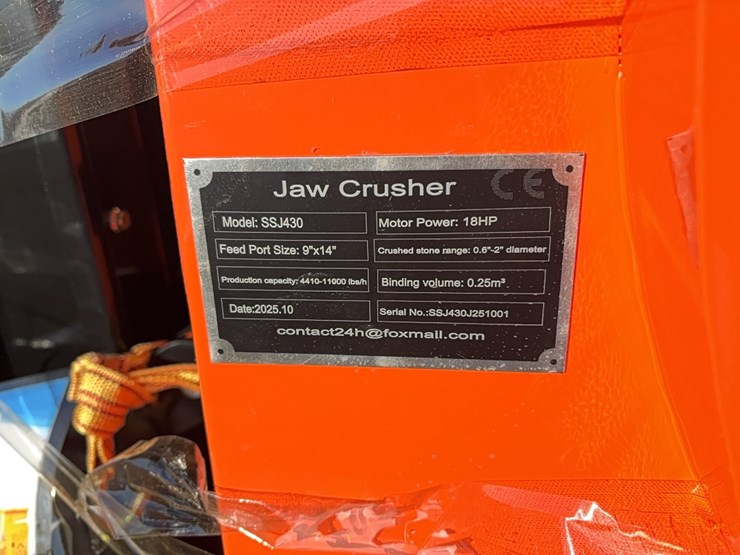 Jaw Crusher CE
Model: SSJ430
Motor Power: 18HP
Feed Port Size: 9"x14"
Crushed stone range: 0.6"-2" diameter
Production capacity: 4410-11000 lbs/h
Binding volume: 0.25m³
Date:2025.10
Serial No.:SSJ430J251001
contact24h@foxmail.com